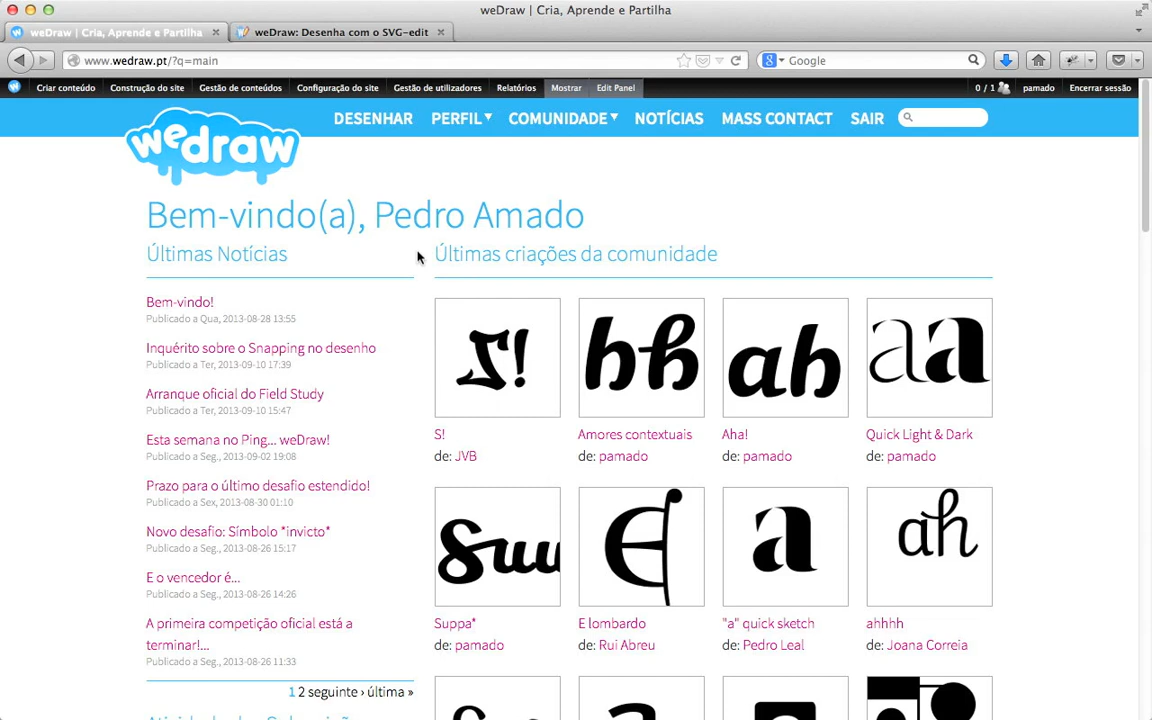 weDraw | Cria, Aprende e Partilha
weDraw | Cria, Aprende e Partilha
weDraw: Desenha com o SVG-edit
www.wedraw.pt/?q=main
Google
Criar conteúdo Construção do site Gestão de conteúdos Configuração do site Gestão de utilizadores Relatórios Mostrar Edit Panel 0 / 1 pamado Encerrar sessão
wedraw
DESENHAR PERFIL COMUNIDADE NOTÍCIAS MASS CONTACT SAIR
Bem-vindo(a), Pedro Amado
Últimas Notícias
Bem-vindo!
Publicado a Qua, 2013-08-28 13:55
Inquérito sobre o Snapping no desenho
Publicado a Ter, 2013-09-10 17:39
Arranque oficial do Field Study
Publicado a Ter, 2013-09-10 15:47
Esta semana no Ping... weDraw!
Publicado a Seg., 2013-09-02 19:08
Prazo para o último desafio estendido!
Publicado a Sex, 2013-08-30 01:10
Novo desafio: Símbolo *invicto*
Publicado a Seg., 2013-08-26 15:17
E o vencedor é...
Publicado a Seg., 2013-08-26 14:26
A primeira competição oficial está a
terminar!...
Publicado a Seg., 2013-08-26 11:33
1 2 seguinte › última »
Últimas criações da comunidade
S!
hh
ah
aa
S!
de: JVB
Amores contextuais
de: pamado
Aha!
de: pamado
Quick Light & Dark
de: pamado
Suu
E
a
ah
Suppa*
de: pamado
E lombardo
de: Rui Abreu
"a" quick sketch
de: Pedro Leal
ahhhh
de: Joana Correia